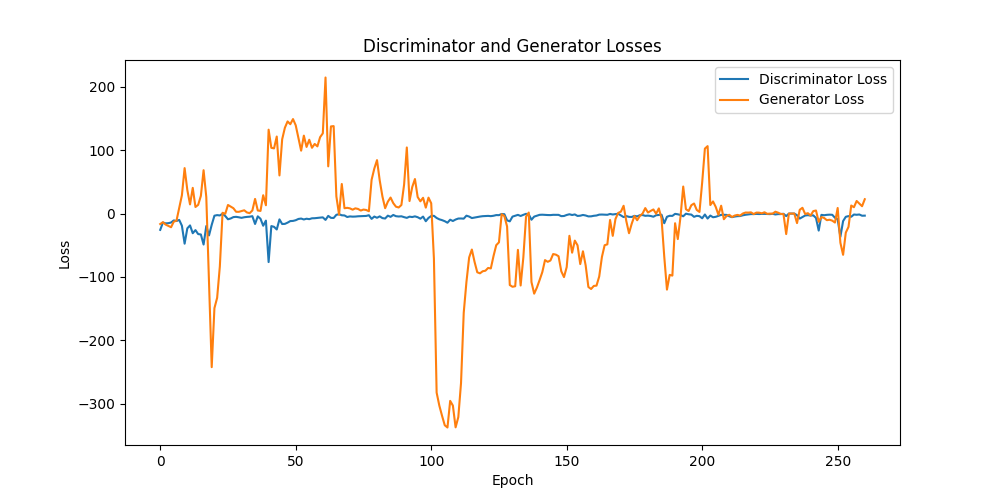 Discriminator and Generator Losses
Discriminator Loss
Generator Loss
200
100
0
−100
−200
−300
Loss
0 50 100 150 200 250
Epoch